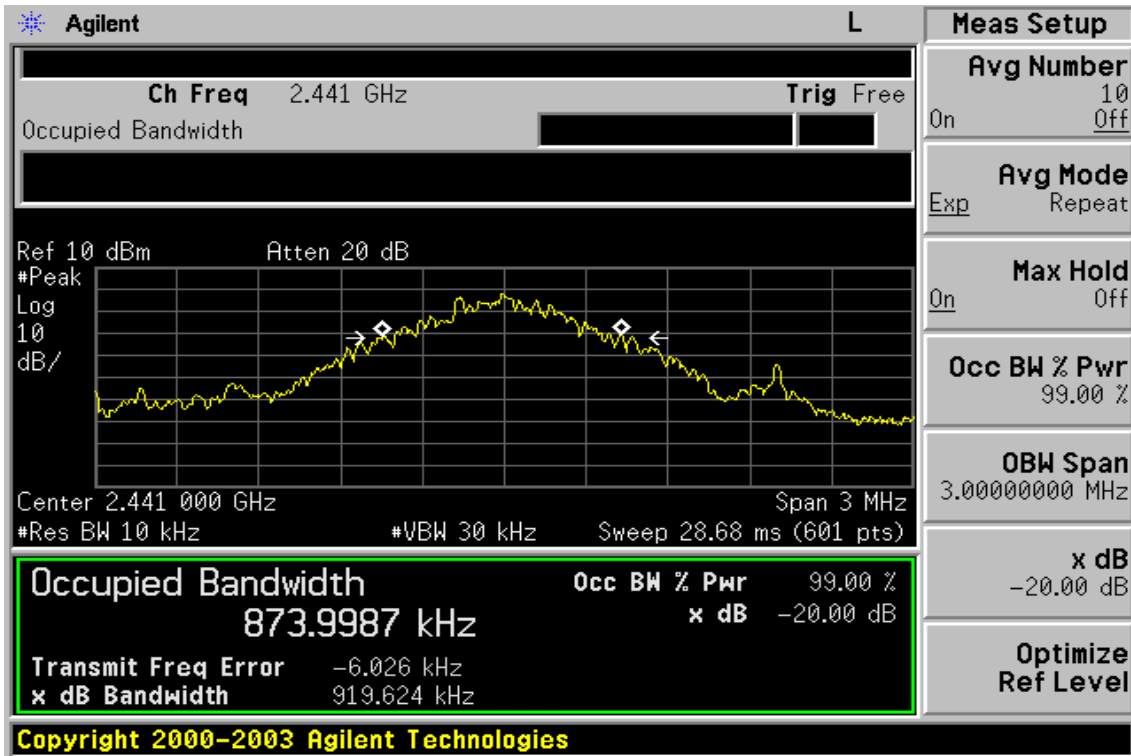 Agilent L
Ch Freq 2.441 GHz Trig Free
Occupied Bandwidth
Ref 10 dBm Atten 20 dB
#Peak
Log
10
dB/
Center 2.441 000 GHz Span 3 MHz
#Res BW 10 kHz #VBW 30 kHz Sweep 28.68 ms (601 pts)
Occupied Bandwidth
873.9987 kHz
Occ BW % Pwr 99.00 %
x dB -20.00 dB
Transmit Freq Error -6.026 kHz
x dB Bandwidth 919.624 kHz
Copyright 2000-2003 Agilent Technologies
Meas Setup
Avg Number
10
On Off
Avg Mode
Exp Repeat
Max Hold
On Off
Occ BW % Pwr
99.00 %
OBW Span
3.00000000 MHz
x dB
-20.00 dB
Optimize
Ref Level